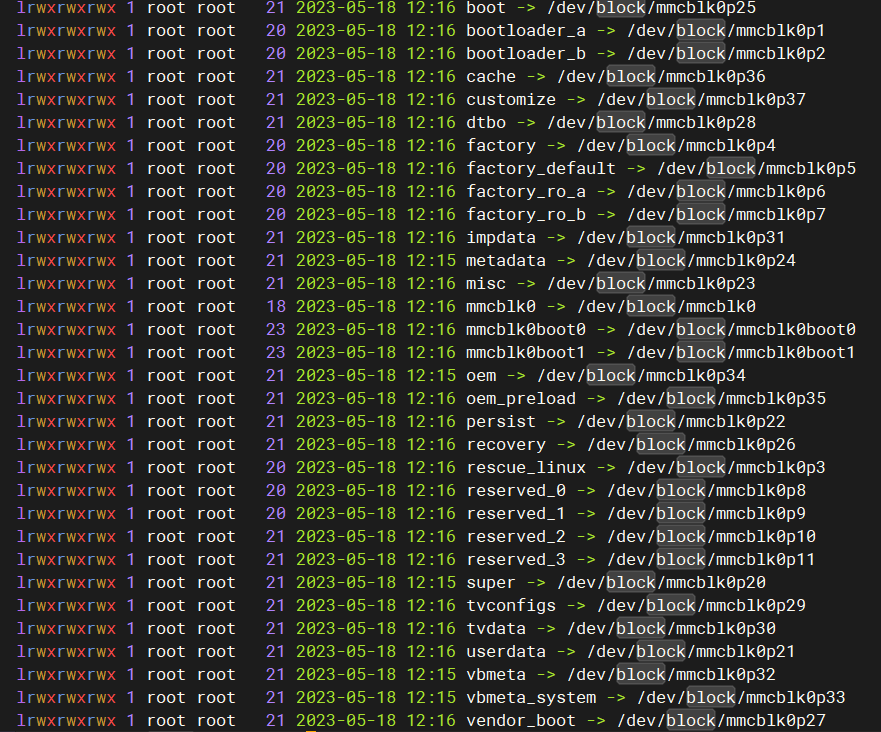 lrwxrwxrwx 1 root root   21 2023-05-18 12:16 boot -> /dev/block/mmcblk0p25
lrwxrwxrwx 1 root root   20 2023-05-18 12:16 bootloader_a -> /dev/block/mmcblk0p1
lrwxrwxrwx 1 root root   20 2023-05-18 12:16 bootloader_b -> /dev/block/mmcblk0p2
lrwxrwxrwx 1 root root   21 2023-05-18 12:16 cache -> /dev/block/mmcblk0p36
lrwxrwxrwx 1 root root   21 2023-05-18 12:16 customize -> /dev/block/mmcblk0p37
lrwxrwxrwx 1 root root   21 2023-05-18 12:16 dtbo -> /dev/block/mmcblk0p28
lrwxrwxrwx 1 root root   20 2023-05-18 12:16 factory -> /dev/block/mmcblk0p4
lrwxrwxrwx 1 root root   20 2023-05-18 12:16 factory_default -> /dev/block/mmcblk0p5
lrwxrwxrwx 1 root root   20 2023-05-18 12:16 factory_ro_a -> /dev/block/mmcblk0p6
lrwxrwxrwx 1 root root   20 2023-05-18 12:16 factory_ro_b -> /dev/block/mmcblk0p7
lrwxrwxrwx 1 root root   21 2023-05-18 12:16 impdata -> /dev/block/mmcblk0p31
lrwxrwxrwx 1 root root   21 2023-05-18 12:15 metadata -> /dev/block/mmcblk0p24
lrwxrwxrwx 1 root root   21 2023-05-18 12:16 misc -> /dev/block/mmcblk0p23
lrwxrwxrwx 1 root root   18 2023-05-18 12:16 mmcblk0 -> /dev/block/mmcblk0
lrwxrwxrwx 1 root root   23 2023-05-18 12:16 mmcblk0boot0 -> /dev/block/mmcblk0boot0
lrwxrwxrwx 1 root root   23 2023-05-18 12:16 mmcblk0boot1 -> /dev/block/mmcblk0boot1
lrwxrwxrwx 1 root root   21 2023-05-18 12:15 oem -> /dev/block/mmcblk0p34
lrwxrwxrwx 1 root root   21 2023-05-18 12:16 oem_preload -> /dev/block/mmcblk0p35
lrwxrwxrwx 1 root root   21 2023-05-18 12:16 persist -> /dev/block/mmcblk0p22
lrwxrwxrwx 1 root root   21 2023-05-18 12:16 recovery -> /dev/block/mmcblk0p26
lrwxrwxrwx 1 root root   20 2023-05-18 12:16 rescue_linux -> /dev/block/mmcblk0p3
lrwxrwxrwx 1 root root   20 2023-05-18 12:16 reserved_0 -> /dev/block/mmcblk0p8
lrwxrwxrwx 1 root root   20 2023-05-18 12:16 reserved_1 -> /dev/block/mmcblk0p9
lrwxrwxrwx 1 root root   21 2023-05-18 12:16 reserved_2 -> /dev/block/mmcblk0p10
lrwxrwxrwx 1 root root   21 2023-05-18 12:16 reserved_3 -> /dev/block/mmcblk0p11
lrwxrwxrwx 1 root root   21 2023-05-18 12:15 super -> /dev/block/mmcblk0p20
lrwxrwxrwx 1 root root   21 2023-05-18 12:16 tvconfigs -> /dev/block/mmcblk0p29
lrwxrwxrwx 1 root root   21 2023-05-18 12:16 tvdata -> /dev/block/mmcblk0p30
lrwxrwxrwx 1 root root   21 2023-05-18 12:16 userdata -> /dev/block/mmcblk0p21
lrwxrwxrwx 1 root root   21 2023-05-18 12:15 vbmeta -> /dev/block/mmcblk0p32
lrwxrwxrwx 1 root root   21 2023-05-18 12:15 vbmeta_system -> /dev/block/mmcblk0p33
lrwxrwxrwx 1 root root   21 2023-05-18 12:16 vendor_boot -> /dev/block/mmcblk0p27